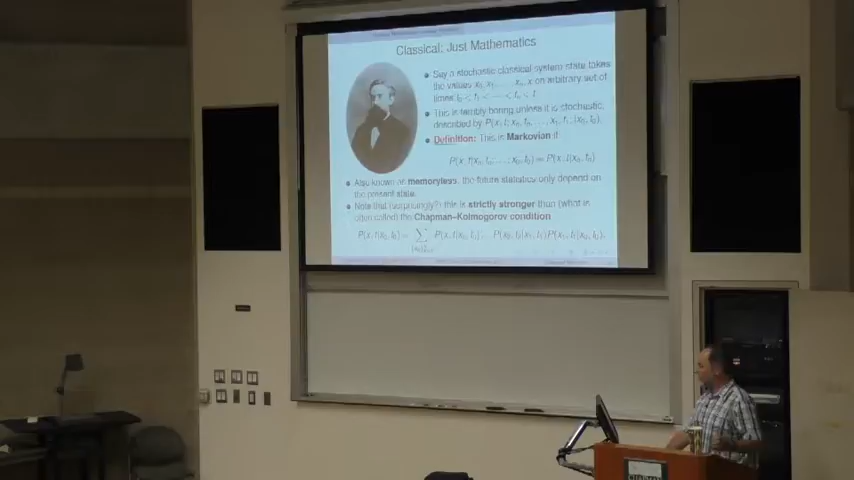 Classical: Just Mathematics
Say a stochastic classical system state takes
the values x₀, x₁, ..., xₙ, x on arbitrary set of
times t₀ < t₁ < ··· < tₙ < t.
This is terribly boring unless it is stochastic,
described by P(x, t; xₙ, tₙ, ..., x₁, t₁; |x₀, t₀).
Definition: This is Markovian if
P(x, t|xₙ, tₙ; ...; x₀, t₀) = P(x, t|xₙ, tₙ)
Also known as memoryless, the future statistics only depend on
the present state.
Note that (surprisingly?) this is strictly stronger than (what is
often called) the Chapman–Kolmogorov condition
P(x, t|x₀, t₀) = ∑